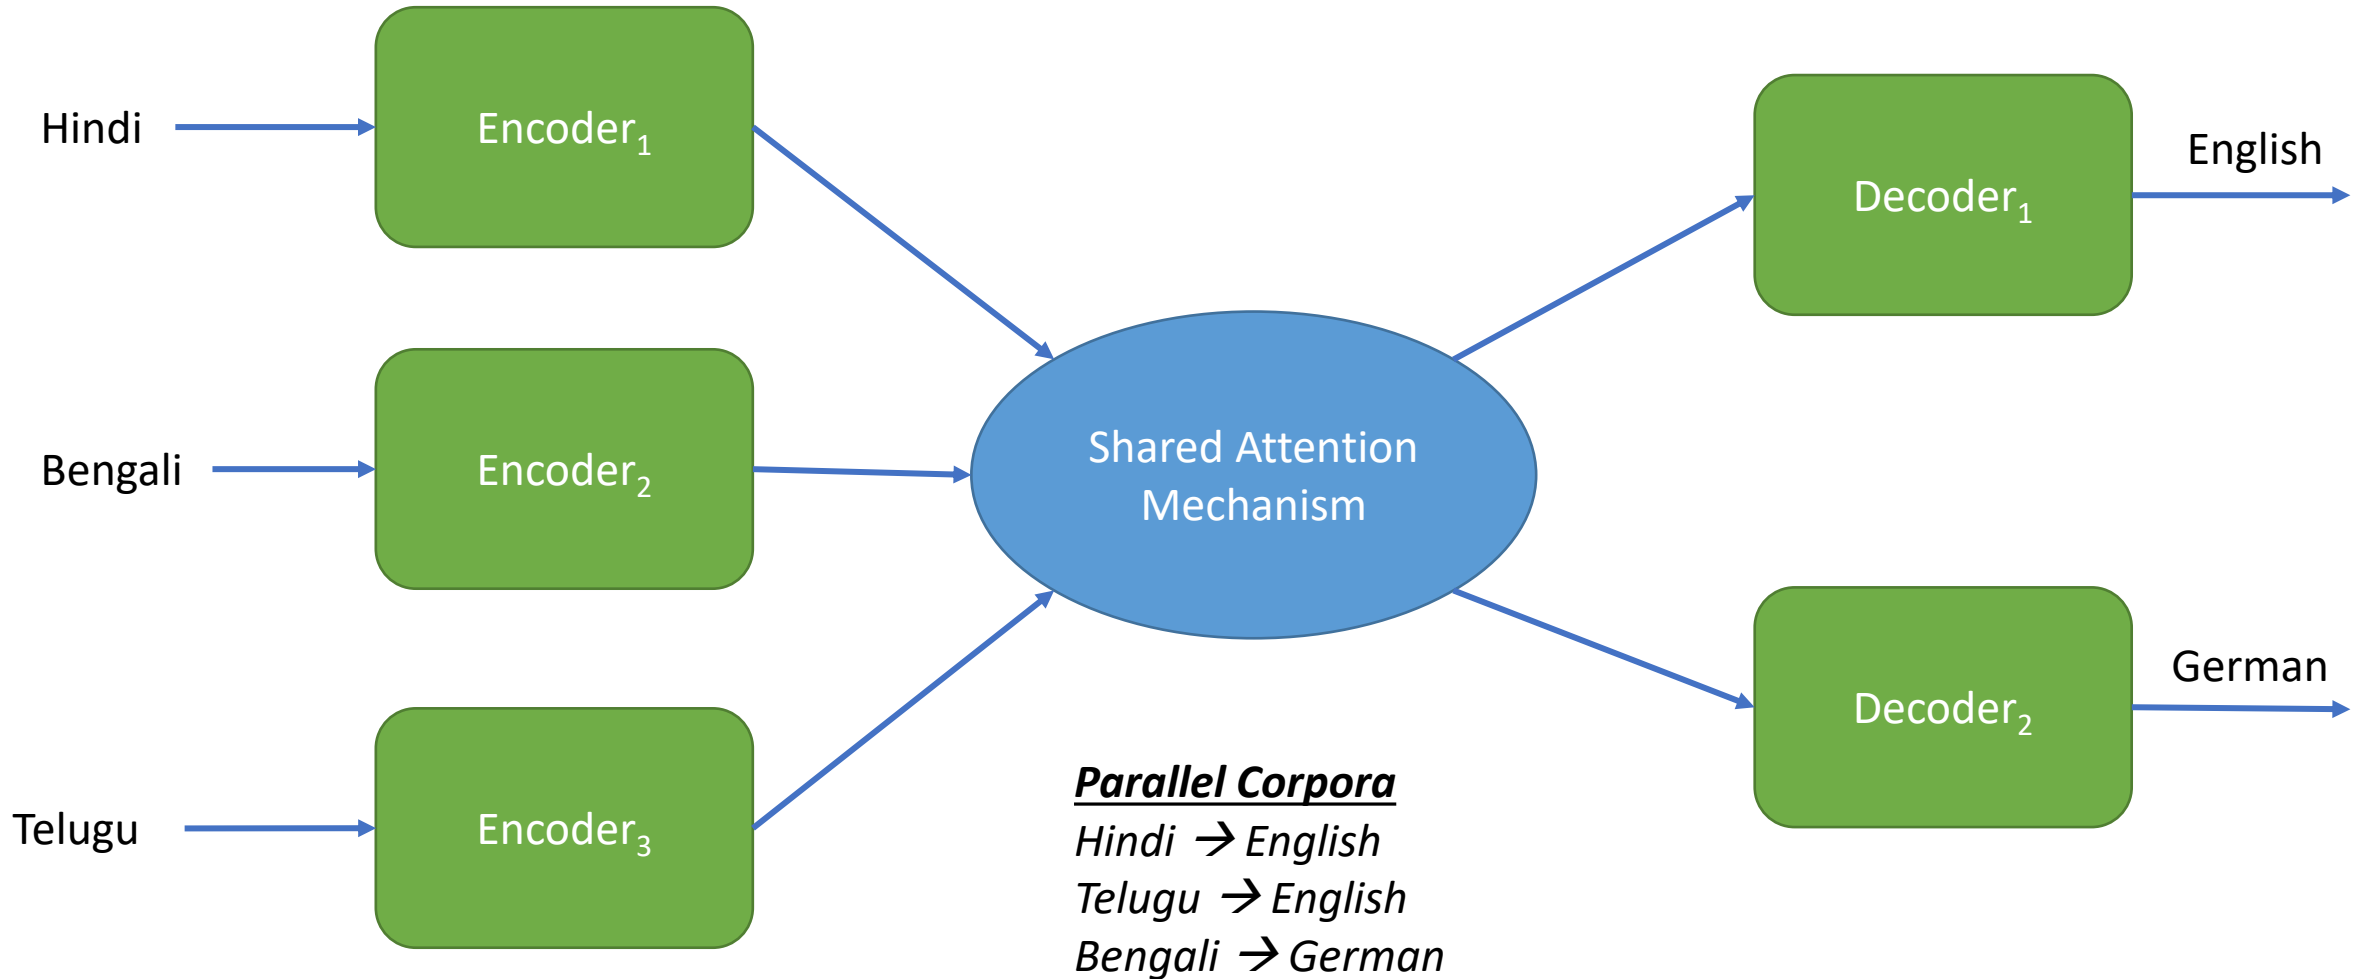 Hindi
Encoder₁
Bengali
Encoder₂
Telugu
Encoder₃
Shared Attention
Mechanism
Decoder₁
English
Decoder₂
German
Parallel Corpora
Hindi → English
Telugu → English
Bengali → German